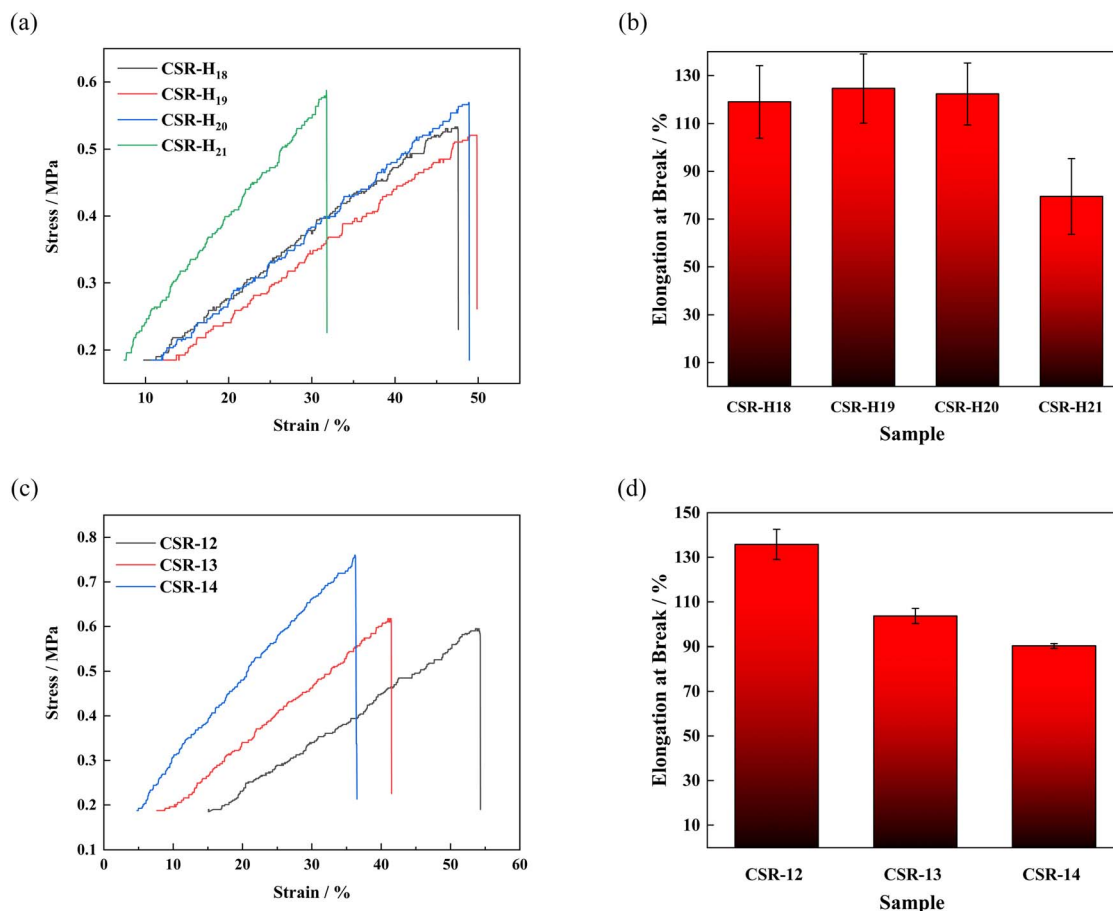 (a)
CSR-H₁₈
CSR-H₁₉
CSR-H₂₀
CSR-H₂₁
0.6
0.5
0.4
0.3
0.2
Stress / MPa
10
20
30
40
50
Strain / %
(b)
130
110
90
70
50
30
10
Elongation at Break / %
CSR-H18
CSR-H19
CSR-H20
CSR-H21
Sample
(c)
CSR-12
CSR-13
CSR-14
0.8
0.7
0.6
0.5
0.4
0.3
0.2
0.1
Stress / MPa
0
10
20
30
40
50
60
Strain / %
(d)
150
130
110
90
70
50
30
10
Elongation at Break / %
CSR-12
CSR-13
CSR-14
Sample